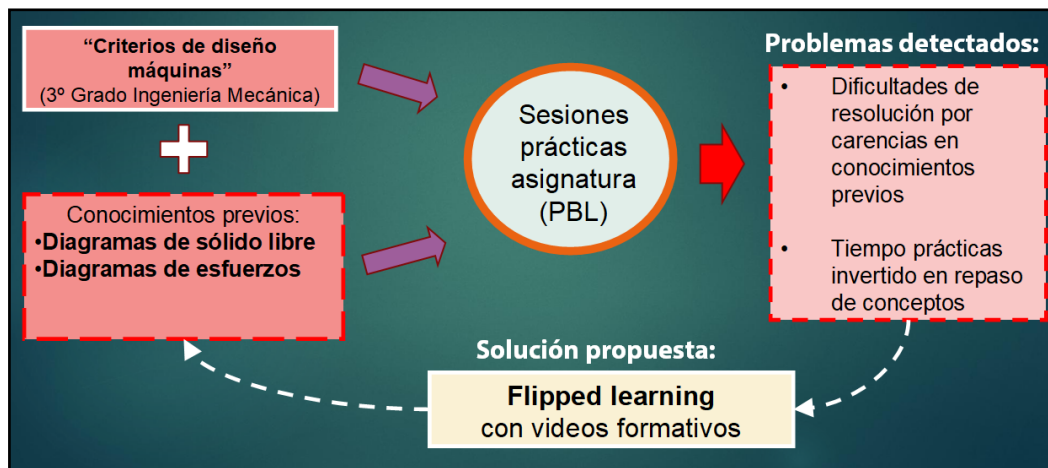 “Criterios de diseño
máquinas”
(3º Grado Ingeniería Mecánica)
Conocimientos previos:
•Diagramas de sólido libre
•Diagramas de esfuerzos
Sesiones
prácticas
asignatura
(PBL)
Problemas detectados:
• Dificultades de
resolución por
carencias en
conocimientos
previos
• Tiempo prácticas
invertido en repaso
de conceptos
Solución propuesta:
Flipped learning
con videos formativos